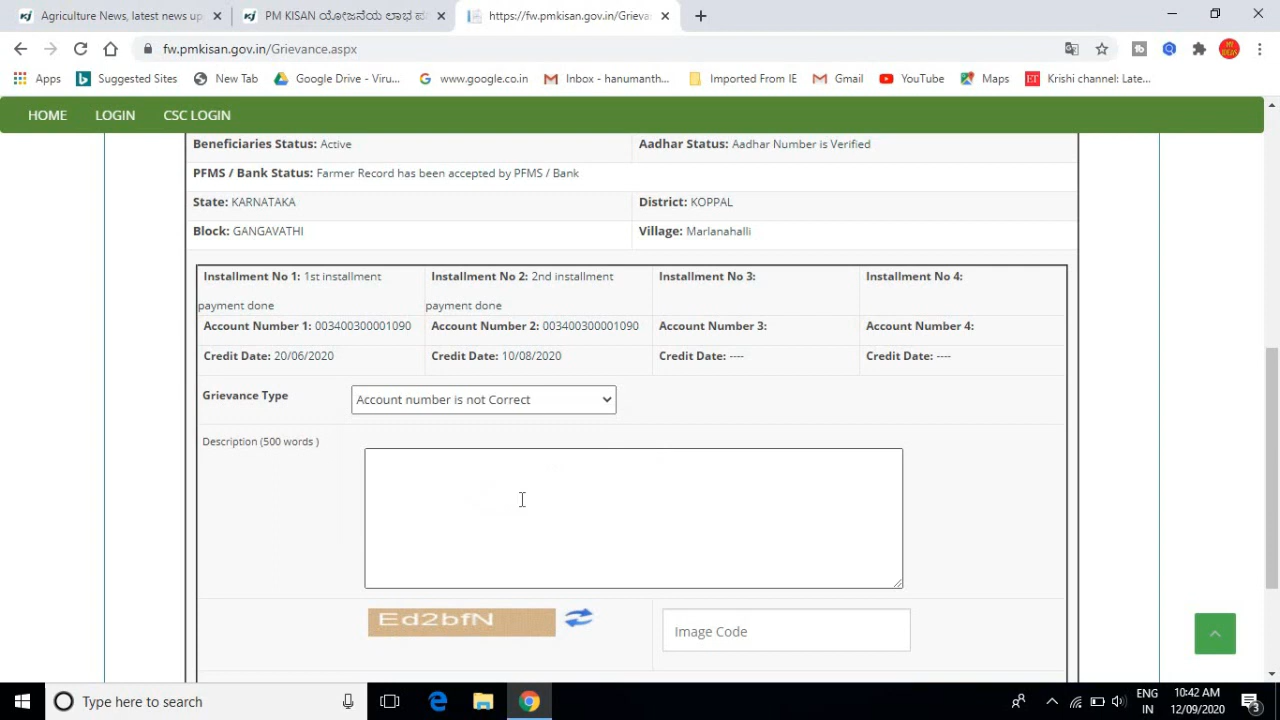 Agriculture News, latest news up
PM KISAN ಯೋಜನೆಯ ಲಾಭ ಪ
https://fw.pmkisan.gov.in/Grieva
fw.pmkisan.gov.in/Grievance.aspx
Apps
Suggested Sites
New Tab
Google Drive - Viru...
www.google.co.in
Inbox - hanumanth...
Imported From IE
Gmail
YouTube
Maps
Krishi channel: Late...
HOME LOGIN CSC LOGIN
Beneficiaries Status: Active
Aadhar Status: Aadhar Number is Verified
PFMS / Bank Status: Farmer Record has been accepted by PFMS / Bank
State: KARNATAKA
District: KOPPAL
Block: GANGAVATHI
Village: Marlanahalli
Installment No 1: 1st installment
payment done
Installment No 2: 2nd installment
payment done
Installment No 3:
Installment No 4:
Account Number 1: 003400300001090
Account Number 2: 003400300001090
Account Number 3:
Account Number 4:
Credit Date: 20/06/2020
Credit Date: 10/08/2020
Credit Date: ----
Credit Date: ----
Grievance Type
Account number is not Correct
Description (500 words )
Ed2bfN
Image Code
Type here to search
ENG
IN
10:42 AM
12/09/2020
3